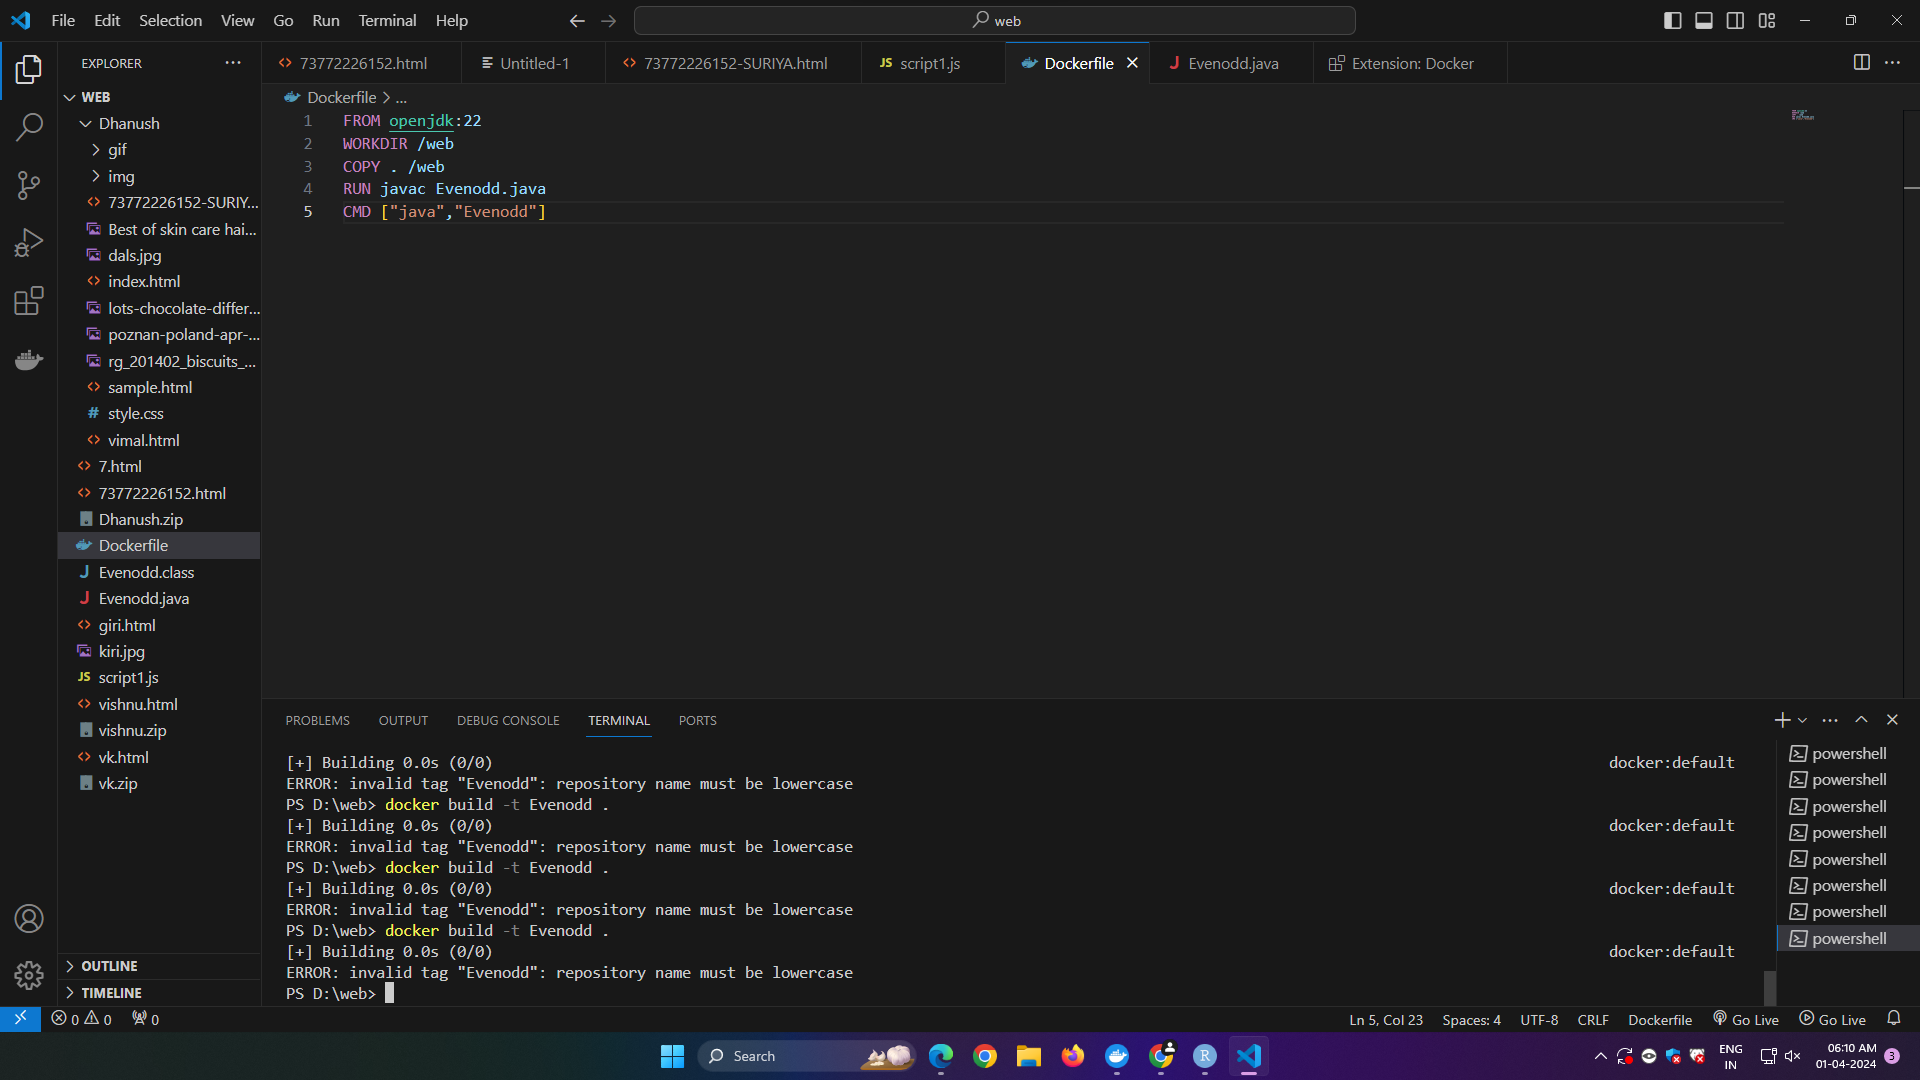 File Edit Selection View Go Run Terminal Help
web
EXPLORER
73772226152.html
Untitled-1
73772226152-SURIYA.html
JS script1.js
Dockerfile
J Evenodd.java
Extension: Docker
Dockerfile > ...
WEB
Dhanush
gif
img
73772226152-SURIY...
Best of skin care hai...
dals.jpg
index.html
lots-chocolate-differ...
poznan-poland-apr-...
rg_201402_biscuits_...
sample.html
# style.css
vimal.html
7.html
73772226152.html
Dhanush.zip
Dockerfile
J Evenodd.class
J Evenodd.java
giri.html
kiri.jpg
JS script1.js
vishnu.html
vishnu.zip
vk.html
vk.zip
OUTLINE
TIMELINE
1 FROM openjdk:22
2 WORKDIR /web
3 COPY . /web
4 RUN javac Evenodd.java
5 CMD ["java","Evenodd"]
PROBLEMS OUTPUT DEBUG CONSOLE TERMINAL PORTS
[+] Building 0.0s (0/0) docker:default
ERROR: invalid tag "Evenodd": repository name must be lowercase
PS D:\web> docker build -t Evenodd .
[+] Building 0.0s (0/0) docker:default
ERROR: invalid tag "Evenodd": repository name must be lowercase
PS D:\web> docker build -t Evenodd .
[+] Building 0.0s (0/0) docker:default
ERROR: invalid tag "Evenodd": repository name must be lowercase
PS D:\web> docker build -t Evenodd .
[+] Building 0.0s (0/0) docker:default
ERROR: invalid tag "Evenodd": repository name must be lowercase
PS D:\web>
powershell
powershell
powershell
powershell
powershell
powershell
powershell
powershell
0 0 0
Ln 5, Col 23 Spaces: 4 UTF-8 CRLF Dockerfile Go Live Go Live
Search
R
ENG
IN
06:10 AM
01-04-2024
3